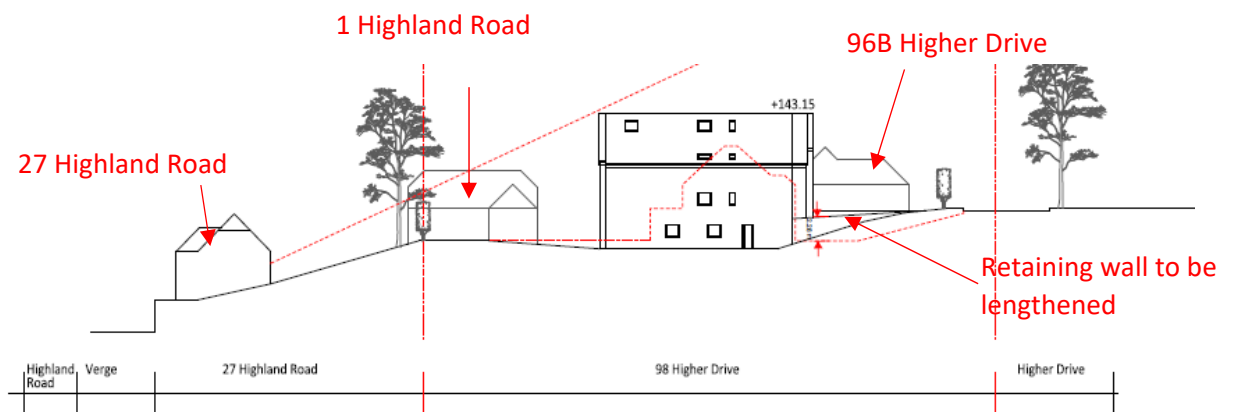 1 Highland Road
96B Higher Drive
+143.15
27 Highland Road
Retaining wall to be
lengthened
Highland
Road
Verge
27 Highland Road
98 Higher Drive
Higher Drive